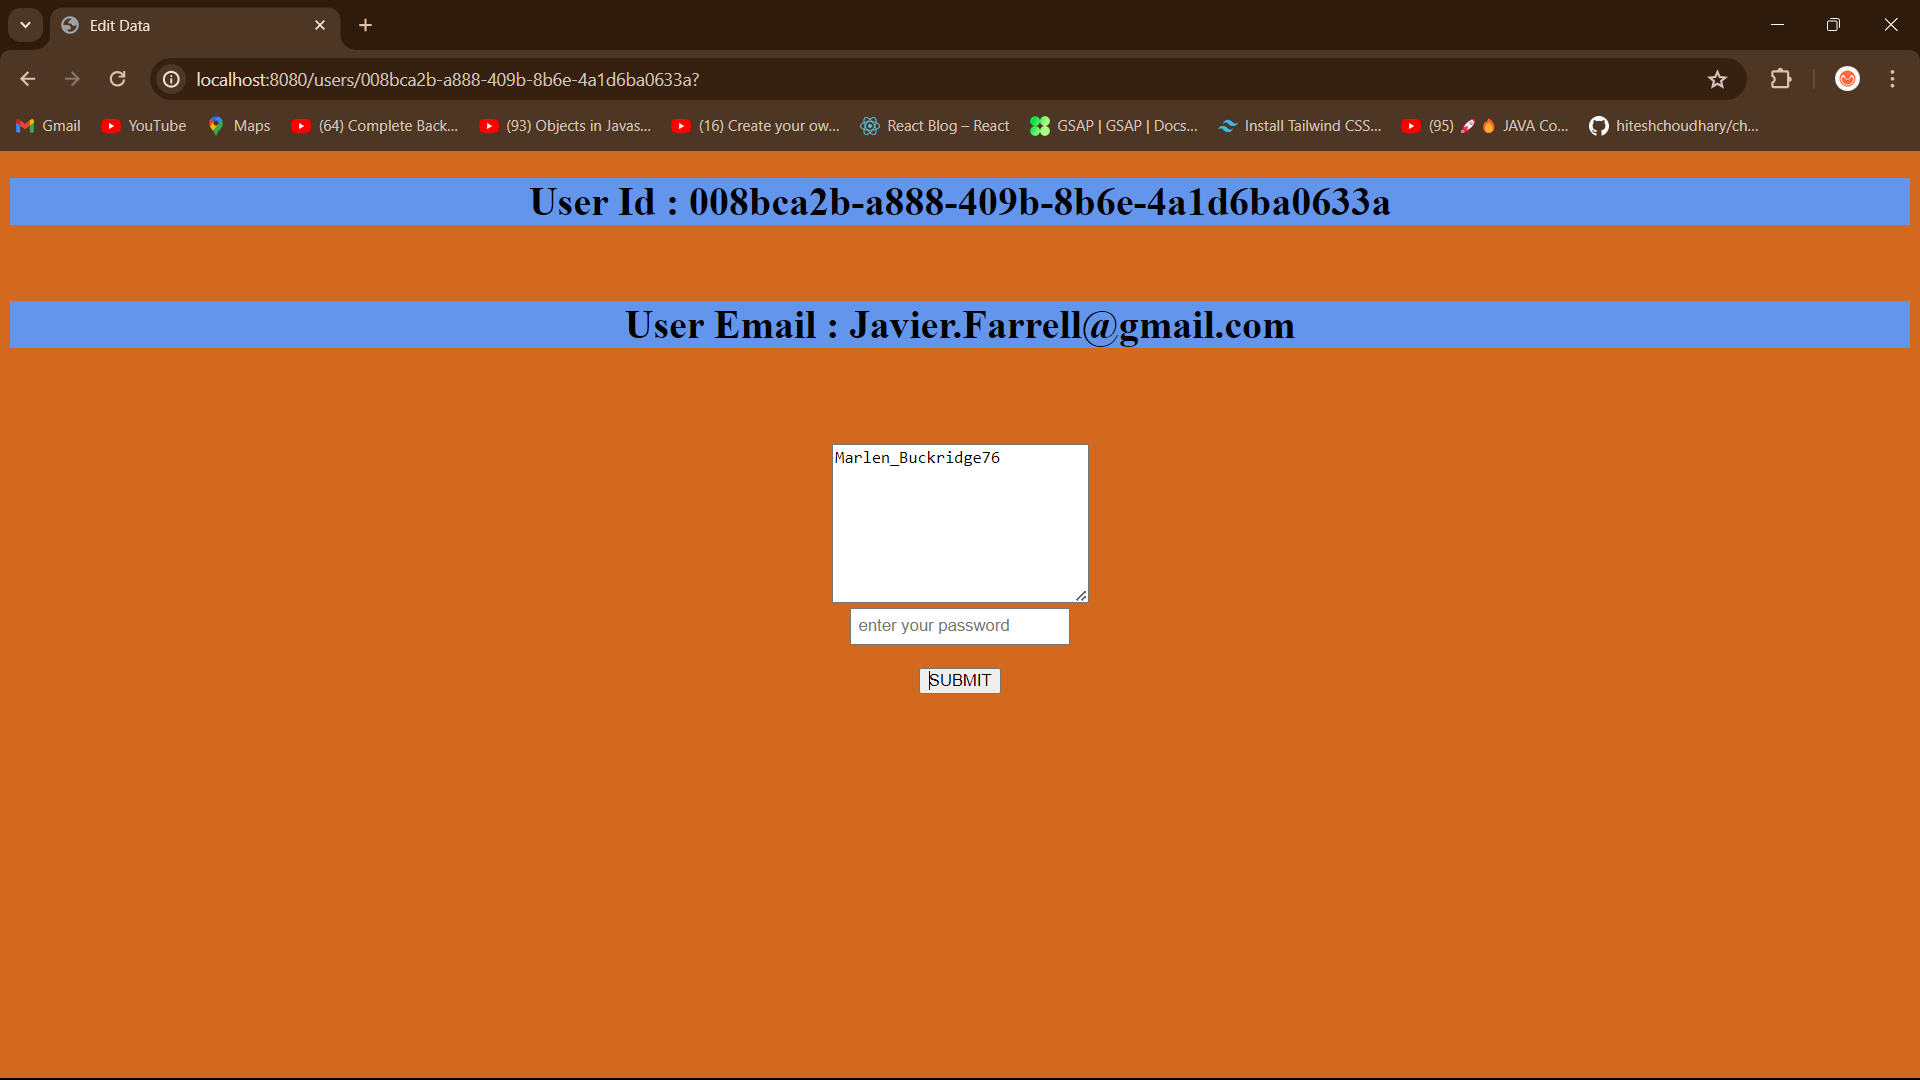 Edit Data
localhost:8080/users/008bca2b-a888-409b-8b6e-4a1d6ba0633a?
Gmail YouTube Maps (64) Complete Back... (93) Objects in Javas... (16) Create your ow... React Blog – React GSAP | GSAP | Docs... Install Tailwind CSS... (95) 🚀🔥 JAVA Co... hiteshchoudhary/ch...
User Id : 008bca2b-a888-409b-8b6e-4a1d6ba0633a
User Email : Javier.Farrell@gmail.com
Marlen_Buckridge76
enter your password
SUBMIT